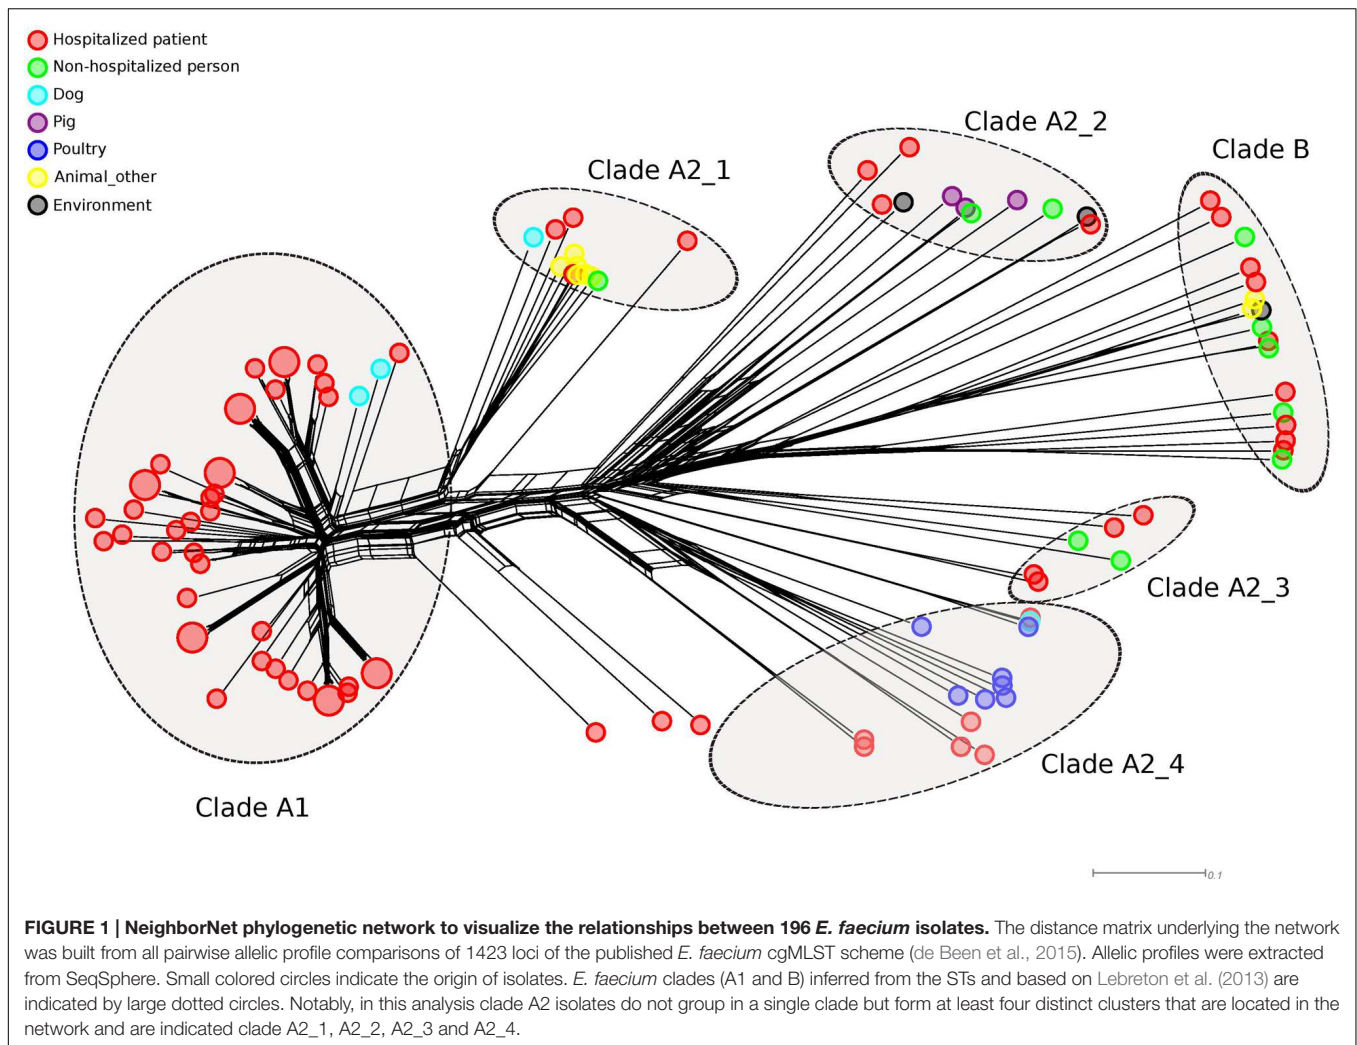 Hospitalized patient
Non-hospitalized person
Dog
Pig
Poultry
Animal_other
Environment
Clade A2_1
Clade A2_2
Clade B
Clade A2_3
Clade A2_4
Clade A1
0.1
FIGURE 1 | NeighborNet phylogenetic network to visualize the relationships between 196 E. faecium isolates. The distance matrix underlying the network
was built from all pairwise allelic profile comparisons of 1423 loci of the published E. faecium cgMLST scheme (de Been et al., 2015). Allelic profiles were extracted
from SeqSphere. Small colored circles indicate the origin of isolates. E. faecium clades (A1 and B) inferred from the STs and based on Lebreton et al. (2013) are
indicated by large dotted circles. Notably, in this analysis clade A2 isolates do not group in a single clade but form at least four distinct clusters that are located in the
network and are indicated clade A2_1, A2_2, A2_3 and A2_4.